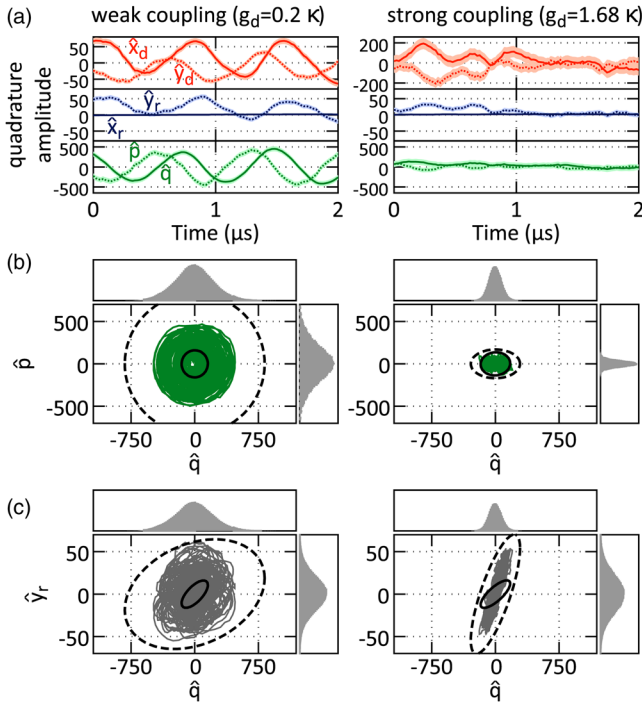 (a) weak coupling (g_d=0.2 κ) strong coupling (g_d=1.68 κ)
quadrature amplitude
50
0
-50
x̂_d
ŷ_d
50
0
-50
ŷ_r
x̂_r
500
0
-500
p̂
q̂
0 1 2
Time (μs)
200
0
-200
50
0
-50
500
0
-500
0 1 2
Time (μs)
(b)
p̂
500
0
-500
-750 0 750
q̂
500
0
-500
-750 0 750
q̂
(c)
ŷ_r
50
0
-50
-750 0 750
q̂
50
0
-50
-750 0 750
q̂